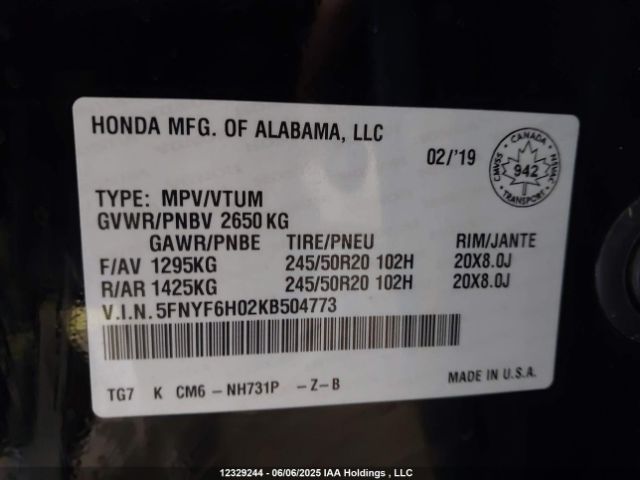 HONDA MFG. OF ALABAMA, LLC
02/'19
CANADA
CMVSS 942 HVAC
TRANSPORT
TYPE: MPV/VTUM
GVWR/PNBV 2650KG
GAWR/PNBE TIRE/PNEU RIM/JANTE
F/AV 1295KG 245/50R20 102H 20X8.0J
R/AR 1425KG 245/50R20 102H 20X8.0J
V.I.N.5FNYF6H02KB504773
TG7 K CM6 - NH731P - Z - B MADE IN U.S.A.
12329244 - 06/06/2025 IAA Holdings , LLC